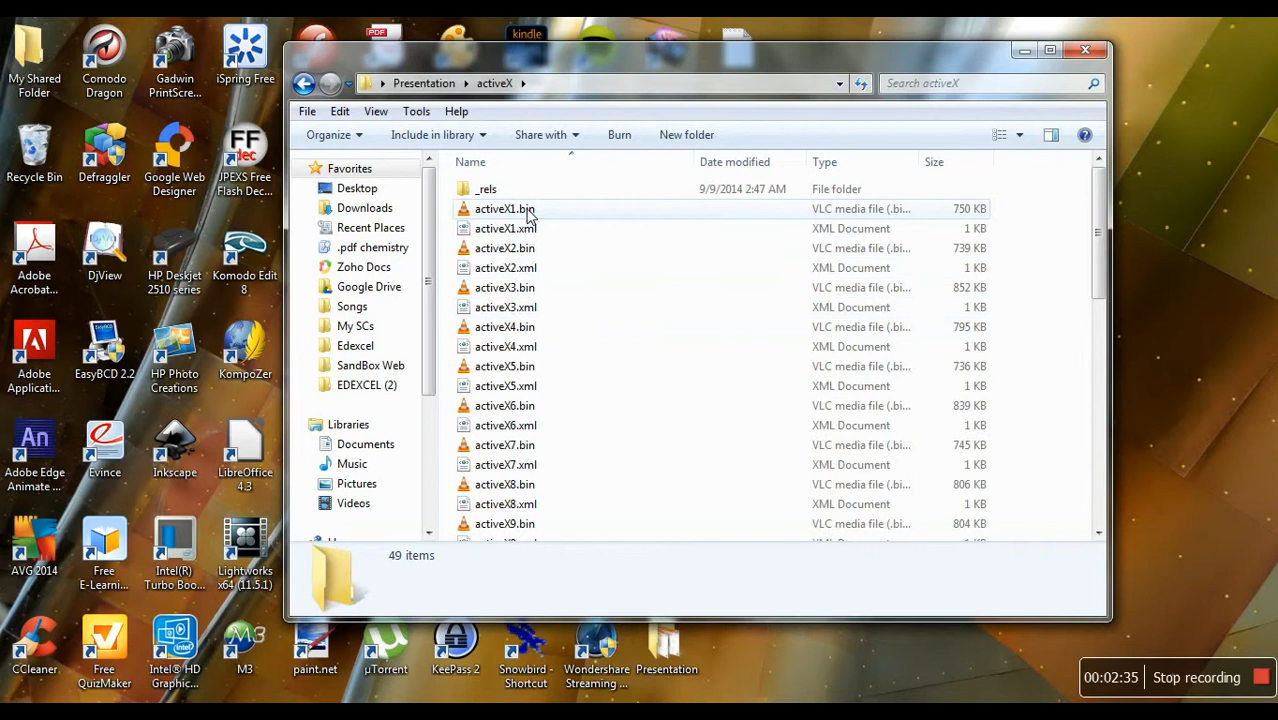 PDF
kindle
My Shared
Folder
Comodo
Dragon
Gadwin
PrintScre...
iSpring Free
Recycle Bin
Defraggler
Google Web
Designer
FF
dec
JPEXS Free
Flash Dec...
Adobe
Acrobat...
DjView
HP Deskjet
2510 series
Komodo Edit
8
Adobe
Applicati...
EasyBCD 2.2
HP Photo
Creations
KompoZer
An
Adobe Edge
Animate ...
Evince
Inkscape
LibreOffice
4.3
AVG 2014
Free
E-Learni...
Intel(R)
Turbo Boo...
Lightworks
x64 (11.5.1)
CCleaner
Free
QuizMaker
Intel® HD
Graphic...
M3
M3
paint.net
µTorrent
KeePass 2
Snowbird -
Shortcut
Wondershare
Streaming ...
Presentation
Presentation
activeX
Search activeX
File
Edit
View
Tools
Help
Organize
Include in library
Share with
Burn
New folder
Favorites
Desktop
Downloads
Recent Places
.pdf chemistry
Zoho Docs
Google Drive
Songs
My SCs
Edexcel
SandBox Web
EDEXCEL (2)
Libraries
Documents
Music
Pictures
Videos
Name Date modified Type Size
_rels 9/9/2014 2:47 AM File folder
activeX1.bin VLC media file (.bi... 750 KB
activeX1.xml XML Document 1 KB
activeX2.bin VLC media file (.bi... 739 KB
activeX2.xml XML Document 1 KB
activeX3.bin VLC media file (.bi... 852 KB
activeX3.xml XML Document 1 KB
activeX4.bin VLC media file (.bi... 795 KB
activeX4.xml XML Document 1 KB
activeX5.bin VLC media file (.bi... 736 KB
activeX5.xml XML Document 1 KB
activeX6.bin VLC media file (.bi... 839 KB
activeX6.xml XML Document 1 KB
activeX7.bin VLC media file (.bi... 745 KB
activeX7.xml XML Document 1 KB
activeX8.bin VLC media file (.bi... 806 KB
activeX8.xml XML Document 1 KB
activeX9.bin VLC media file (.bi... 804 KB
49 items
00:02:35
Stop recording